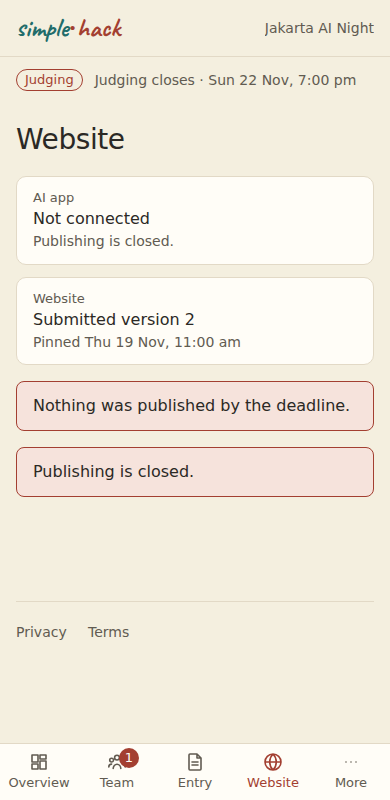 simple·hack
Jakarta AI Night
Judging
Judging closes · Sun 22 Nov, 7:00 pm
Website
AI app
Not connected
Publishing is closed.
Website
Submitted version 2
Pinned Thu 19 Nov, 11:00 am
Nothing was published by the deadline.
Publishing is closed.
Privacy
Terms
1
Overview
Team
Entry
Website
More